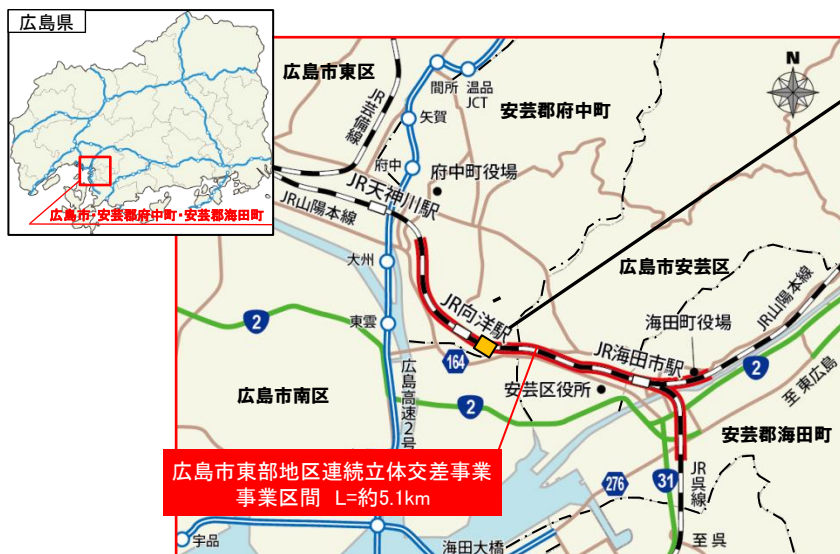 広島県
広島市・安芸郡府中町・安芸郡海田町
広島市東区
JR芸備線
間所
温品
JCT
安芸郡府中町
N
矢賀
府中
府中町役場
JR天神川駅
JR山陽本線
大州
広島市安芸区
JR山陽本線
JR向洋駅
海田町役場
東雲
2
164
JR海田市駅
2
広島市南区
広島高速2号
安芸区役所
至 東広島
2
安芸郡海田町
広島市東部地区連続立体交差事業
事業区間 L=約5.1km
276
31
JR呉線
宇品
海田大橋
至 呉